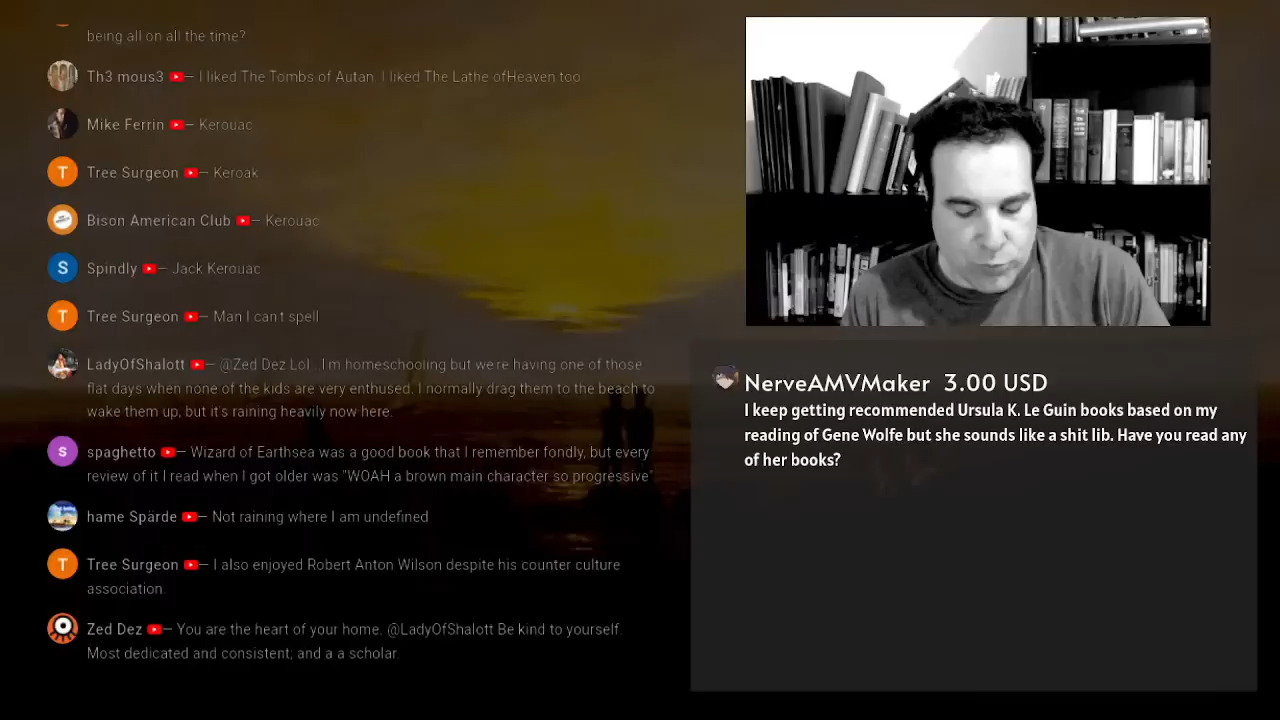 being all on all the time?
Th3 mous3 — I liked The Tombs of Autan. I liked The Lathe ofHeaven too
Mike Ferrin — Kerouac
Tree Surgeon — Keroak
Bison American Club — Kerouac
Spindly — Jack Kerouac
Tree Surgeon — Man I can't spell
LadyOfShalott — @Zed Dez Lol . I'm homeschooling but we're having one of those
flat days when none of the kids are very enthused. I normally drag them to the beach to
wake them up, but it's raining heavily now here.
spaghetto — Wizard of Earthsea was a good book that I remember fondly, but every
review of it I read when I got older was "WOAH a brown main character so progressive"
hame Spärde — Not raining where I am undefined
Tree Surgeon — I also enjoyed Robert Anton Wilson despite his counter culture
association.
Zed Dez — You are the heart of your home. @LadyOfShalott Be kind to yourself.
Most dedicated and consistent; and a a scholar.
NerveAMVMaker 3.00 USD
I keep getting recommended Ursula K. Le Guin books based on my
reading of Gene Wolfe but she sounds like a shit lib. Have you read any
of her books?
T
T
S
s
T